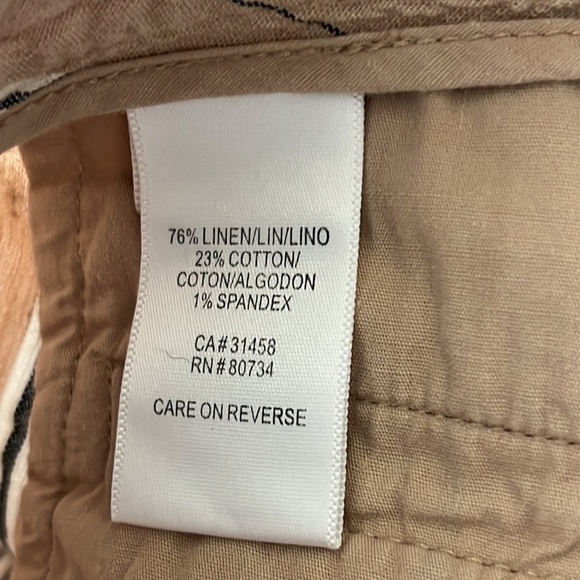 76% LINEN/LIN/LINO
23% COTTON/
COTON/ALGODON
1% SPANDEX
CA#31458
RN#80734
CARE ON REVERSE